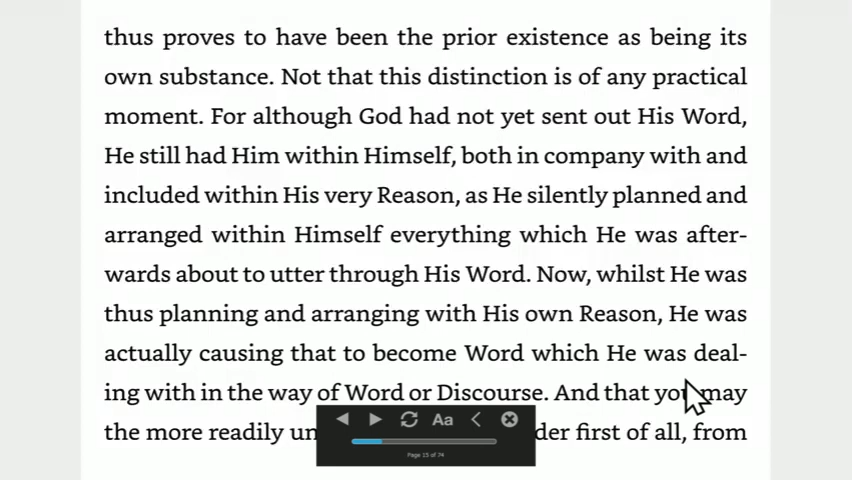 thus proves to have been the prior existence as being its
own substance. Not that this distinction is of any practical
moment. For although God had not yet sent out His Word,
He still had Him within Himself, both in company with and
included within His very Reason, as He silently planned and
arranged within Himself everything which He was after-
wards about to utter through His Word. Now, whilst He was
thus planning and arranging with His own Reason, He was
actually causing that to become Word which He was deal-
ing with in the way of Word or Discourse. And that you may
the more readily un der first of all, from
Aa
Page 15 of 74